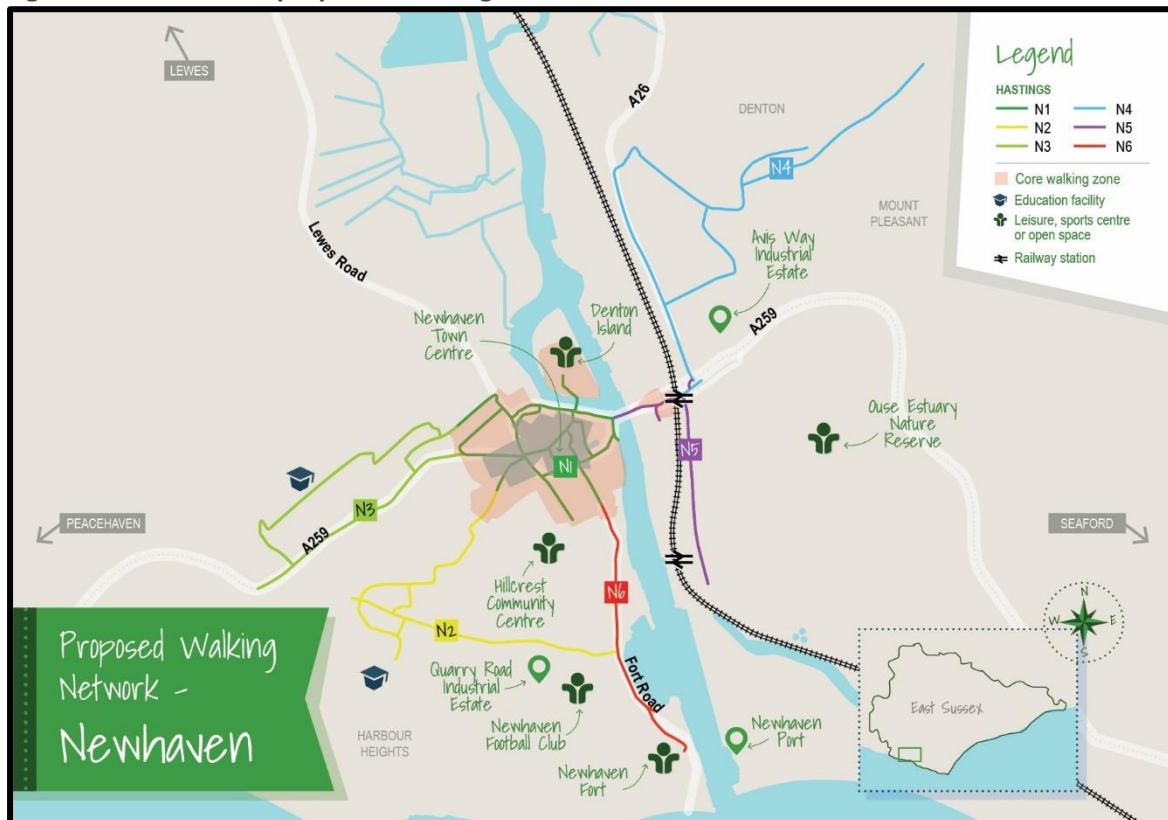 LEWES
A26
DENTON
Legend
HASTINGS
N1
N4
N2
N5
N3
N6
Core walking zone
Education facility
Leisure, sports centre
or open space
Railway station
N4
MOUNT
PLEASANT
Lewes Road
Avis Way
Industrial
Estate
Newhaven
Town
Centre
Denton
Island
A259
Ouse Estuary
Nature
Reserve
N5
N1
N3
PEACEHAVEN
A259
SEAFORD
Hillcrest
Community
Centre
N6
N2
Quarry Road
Industrial
Estate
Fort Road
Newhaven
Football Club
HARBOUR
HEIGHTS
Newhaven
Fort
Newhaven
Port
N
W
E
S
East Sussex
Proposed Walking
Network -
Newhaven